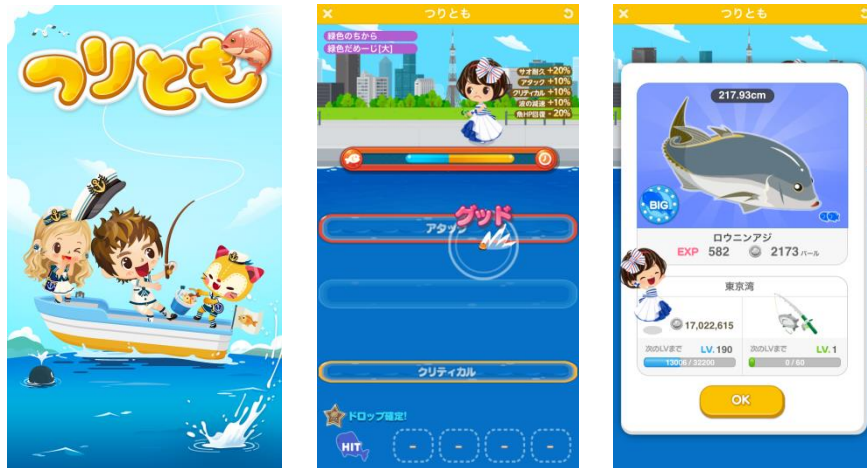 つりとも
つりとも
緑色のちから
緑色だめーじ[大]
サオ耐久 +20%
アタック +10%
クリティカル +10%
波の減速 +10%
魚HP回復 - 20%
アタック
グッド
クリティカル
ドロップ確定!
HIT
つりとも
217.93cm
BIG
ロウニンアジ
EXP 582 2173 パール
東京湾
17,022,615
次のLVまで LV.190 次のLVまで LV.1
13006 / 32200 0 / 60
OK